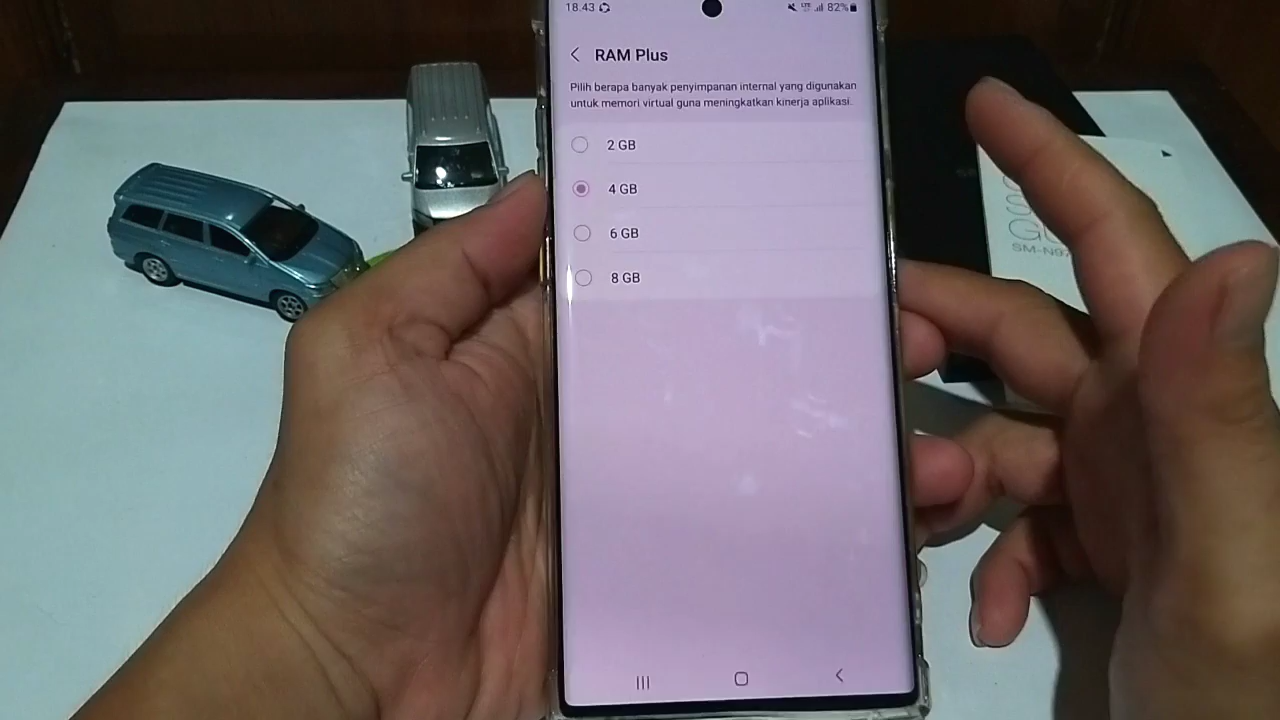 18.43
LTE 82%
RAM Plus
Pilih berapa banyak penyimpanan internal yang digunakan
untuk memori virtual guna meningkatkan kinerja aplikasi.
2 GB
4 GB
6 GB
8 GB
SM-N97